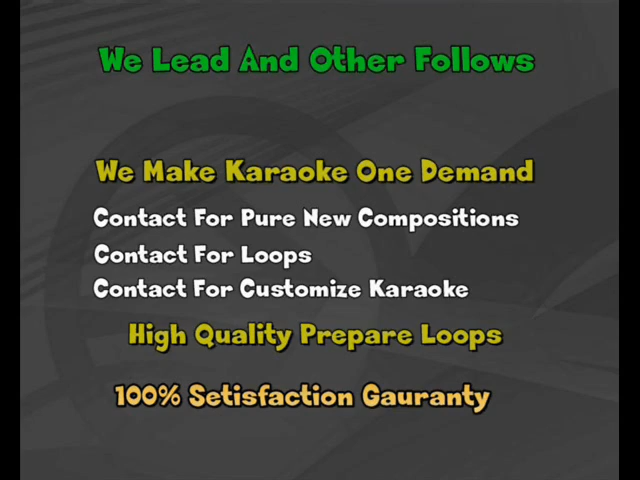 We Lead And Other Follows
We Make Karaoke One Demand
Contact For Pure New Compositions
Contact For Loops
Contact For Customize Karaoke
High Quality Prepare Loops
100% Setisfaction Gauranty